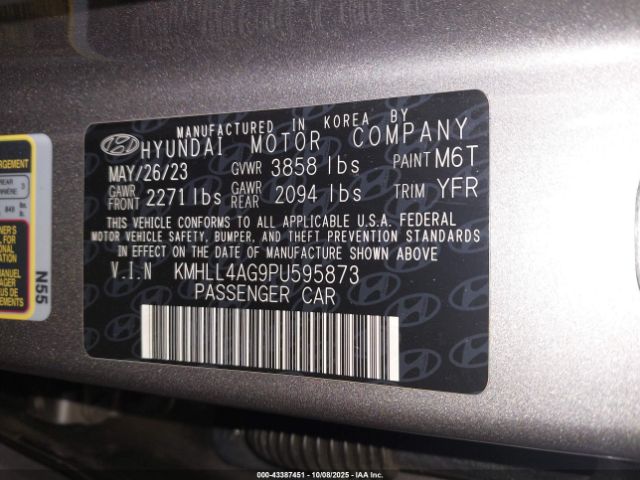 MANUFACTURED IN KOREA BY
HYUNDAI MOTOR COMPANY
MAY/26/23 GVWR 3858 lbs PAINT M6T
GAWR FRONT 2271 lbs GAWR REAR 2094 lbs TRIM YFR
THIS VEHICLE CONFORMS TO ALL APPLICABLE U.S.A. FEDERAL
MOTOR VEHICLE SAFETY, BUMPER, AND THEFT PREVENTION STANDARDS
IN EFFECT ON THE DATE OF MANUFACTURE SHOWN ABOVE.
V.I.N KMHLL4AG9PU595873
PASSENGER CAR
REAR
3
N55
000-43387451 - 10/08/2025 - IAA Inc.